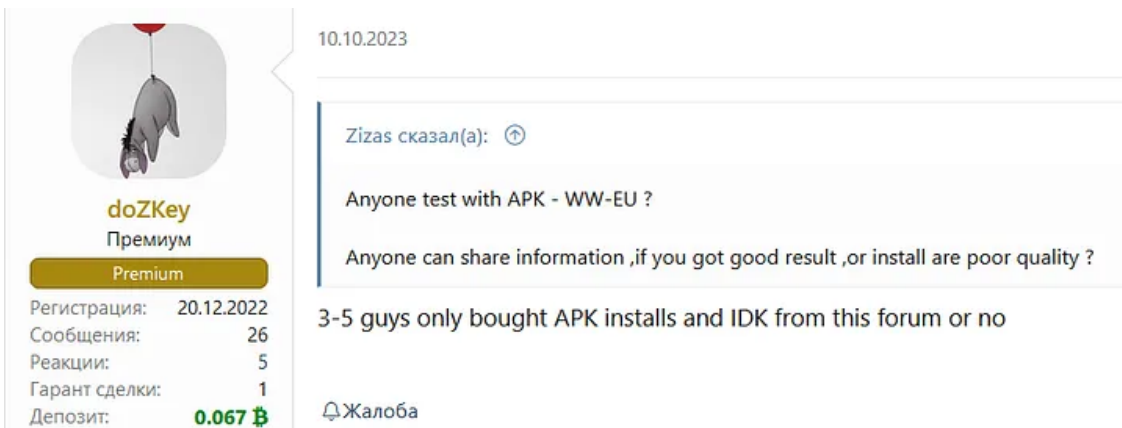 10.10.2023
Zizas сказал(а):
Anyone test with APK - WW-EU ?
Anyone can share information ,if you got good result ,or install are poor quality ?
3-5 guys only bought APK installs and IDK from this forum or no
Жалоба
doZKey
Премиум
Premium
Регистрация: 20.12.2022
Сообщения: 26
Реакции: 5
Гарант сделки: 1
Депозит: 0.067 ₿